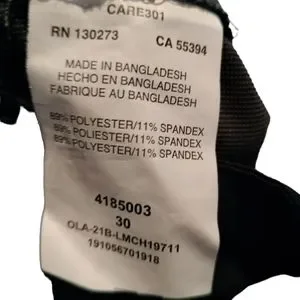 CARE301
RN 130273 CA 55394
MADE IN BANGLADESH
HECHO EN BANGLADESH
FABRIQUE AU BANGLADESH
89% POLYESTER/11% SPANDEX
89% POLIESTER/11% SPANDEX
89% POLYESTER/11% SPANDEX
4185003
30
OLA-21B-LMCH19711
191056701918